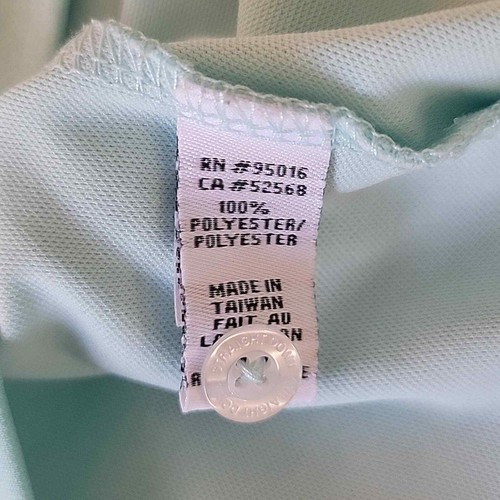 RN #95016
CA #52568
100%
POLYESTER/
POLYESTER
MADE IN
TAIWAN
FAIT AU